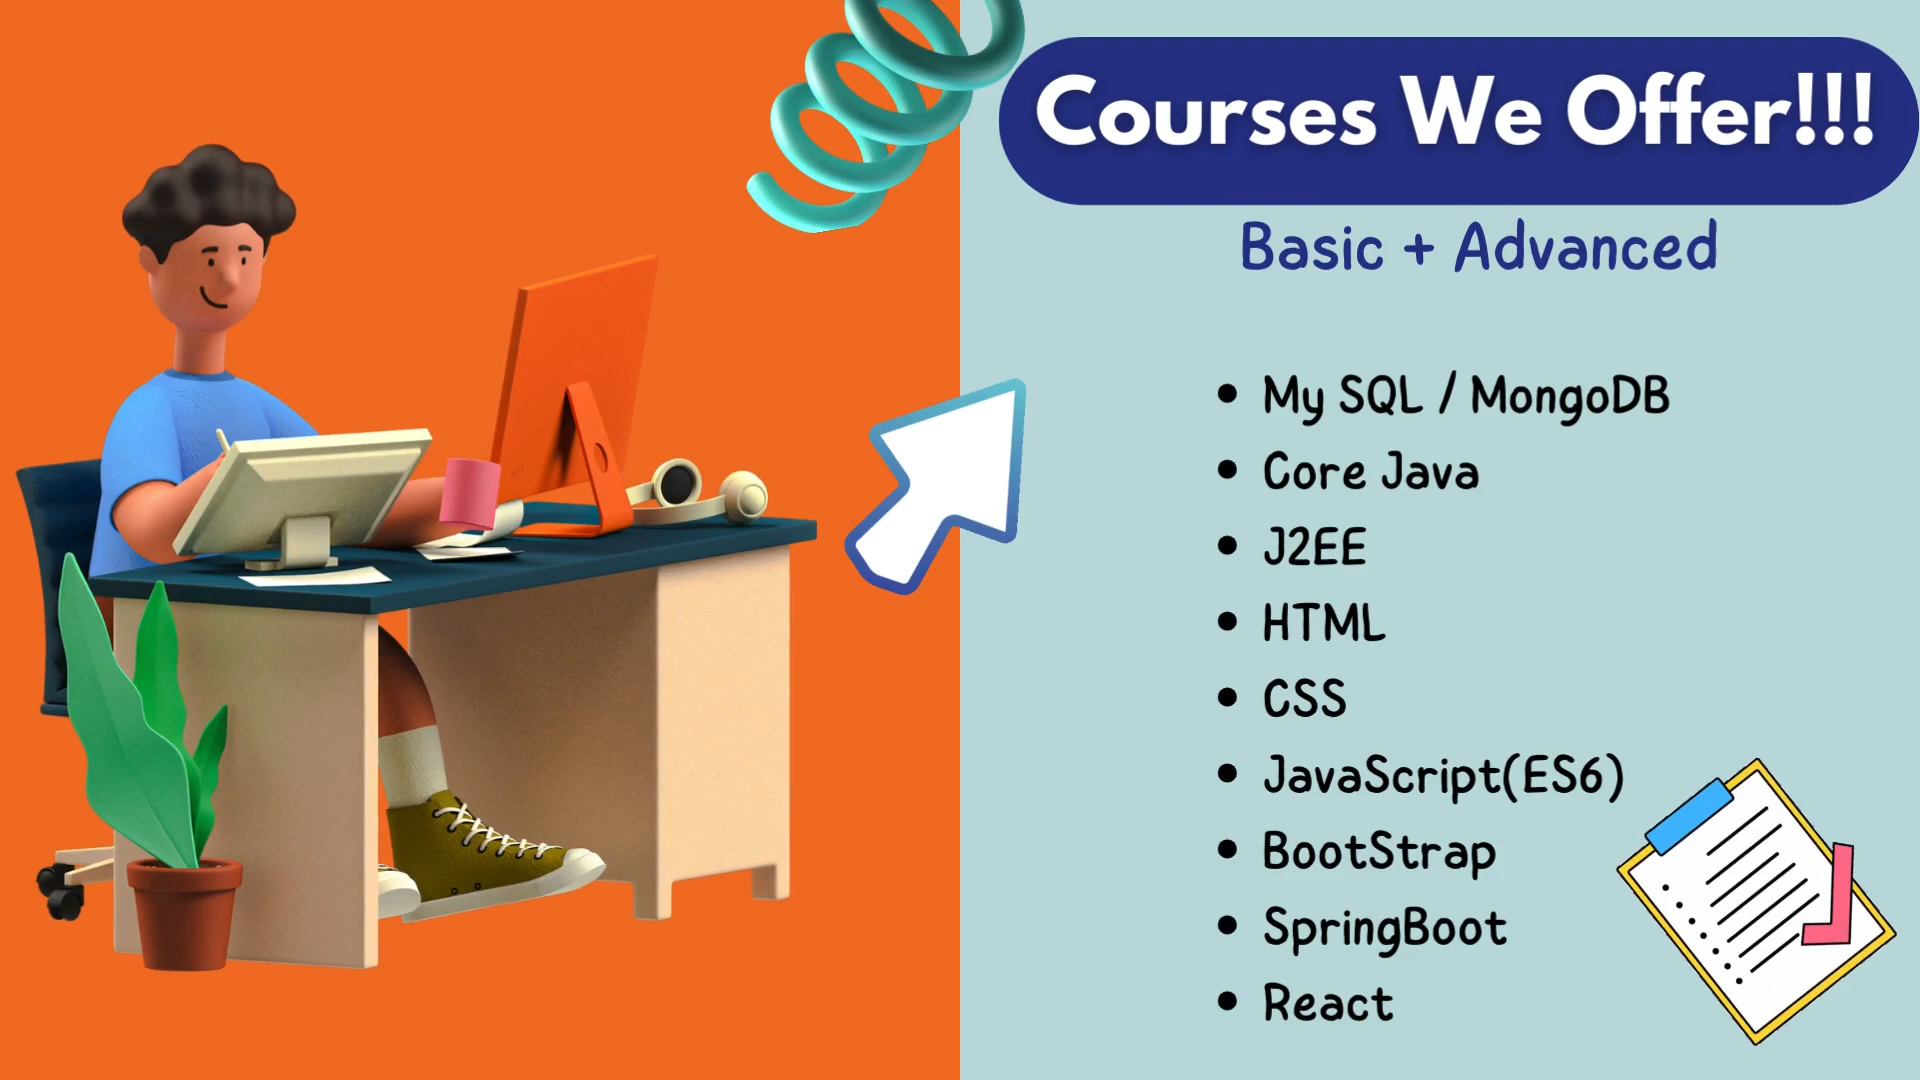 Courses We Offer!!!
Basic + Advanced
My SQL / MongoDB
Core Java
J2EE
HTML
CSS
JavaScript(ES6)
BootStrap
SpringBoot
React